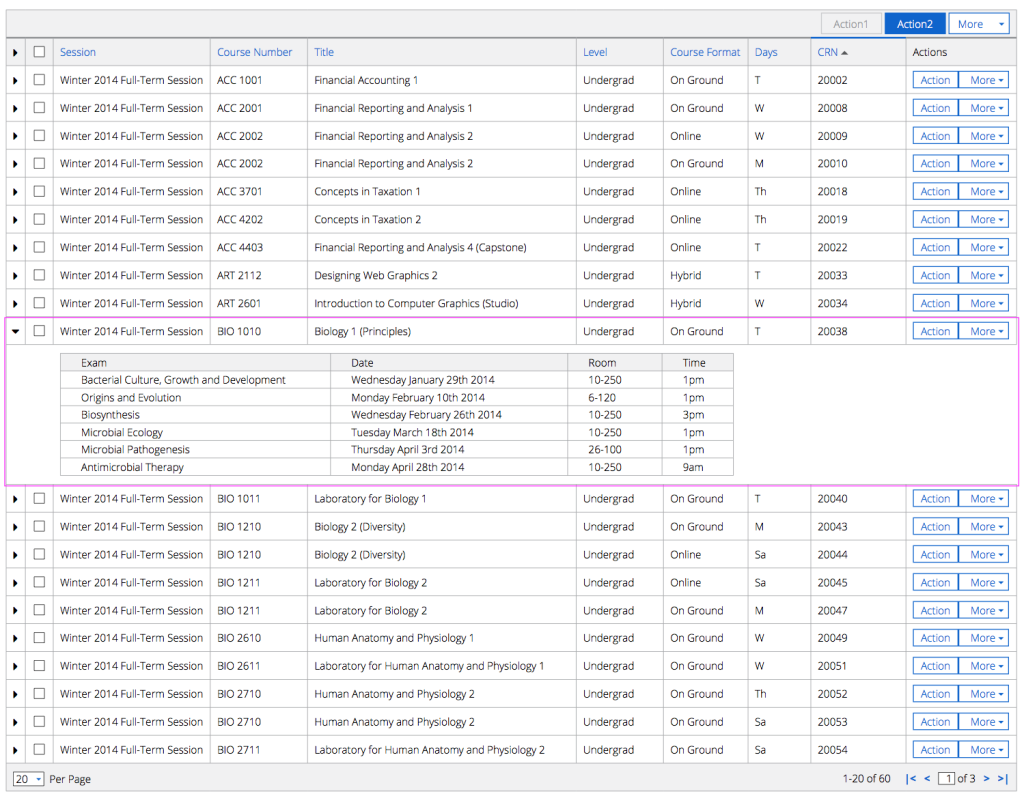 Action1 Action2 More
Session Course Number Title Level Course Format Days CRN Actions
Winter 2014 Full-Term Session ACC 1001 Financial Accounting 1 Undergrad On Ground T 20002 Action More
Winter 2014 Full-Term Session ACC 2001 Financial Reporting and Analysis 1 Undergrad On Ground W 20008 Action More
Winter 2014 Full-Term Session ACC 2002 Financial Reporting and Analysis 2 Undergrad Online W 20009 Action More
Winter 2014 Full-Term Session ACC 2002 Financial Reporting and Analysis 2 Undergrad On Ground M 20010 Action More
Winter 2014 Full-Term Session ACC 3701 Concepts in Taxation 1 Undergrad Online Th 20018 Action More
Winter 2014 Full-Term Session ACC 4202 Concepts in Taxation 2 Undergrad Online Th 20019 Action More
Winter 2014 Full-Term Session ACC 4403 Financial Reporting and Analysis 4 (Capstone) Undergrad Online T 20022 Action More
Winter 2014 Full-Term Session ART 2112 Designing Web Graphics 2 Undergrad Hybrid T 20033 Action More
Winter 2014 Full-Term Session ART 2601 Introduction to Computer Graphics (Studio) Undergrad Hybrid W 20034 Action More
Winter 2014 Full-Term Session BIO 1010 Biology 1 (Principles) Undergrad On Ground T 20038 Action More
Exam Date Room Time
Bacterial Culture, Growth and Development Wednesday January 29th 2014 10-250 1pm
Origins and Evolution Monday February 10th 2014 6-120 1pm
Biosynthesis Wednesday February 26th 2014 10-250 3pm
Microbial Ecology Tuesday March 18th 2014 10-250 1pm
Microbial Pathogenesis Thursday April 3rd 2014 26-100 1pm
Antimicrobial Therapy Monday April 28th 2014 10-250 9am
Winter 2014 Full-Term Session BIO 1011 Laboratory for Biology 1 Undergrad On Ground T 20040 Action More
Winter 2014 Full-Term Session BIO 1210 Biology 2 (Diversity) Undergrad On Ground M 20043 Action More
Winter 2014 Full-Term Session BIO 1210 Biology 2 (Diversity) Undergrad Online Sa 20044 Action More
Winter 2014 Full-Term Session BIO 1211 Laboratory for Biology 2 Undergrad Online Sa 20045 Action More
Winter 2014 Full-Term Session BIO 1211 Laboratory for Biology 2 Undergrad On Ground M 20047 Action More
Winter 2014 Full-Term Session BIO 2610 Human Anatomy and Physiology 1 Undergrad On Ground W 20049 Action More
Winter 2014 Full-Term Session BIO 2611 Laboratory for Human Anatomy and Physiology 1 Undergrad On Ground W 20051 Action More
Winter 2014 Full-Term Session BIO 2710 Human Anatomy and Physiology 2 Undergrad On Ground Th 20052 Action More
Winter 2014 Full-Term Session BIO 2710 Human Anatomy and Physiology 2 Undergrad On Ground Sa 20053 Action More
Winter 2014 Full-Term Session BIO 2711 Laboratory for Human Anatomy and Physiology 2 Undergrad On Ground Sa 20054 Action More
20 Per Page 1-20 of 60 |< < 1 of 3 > >|